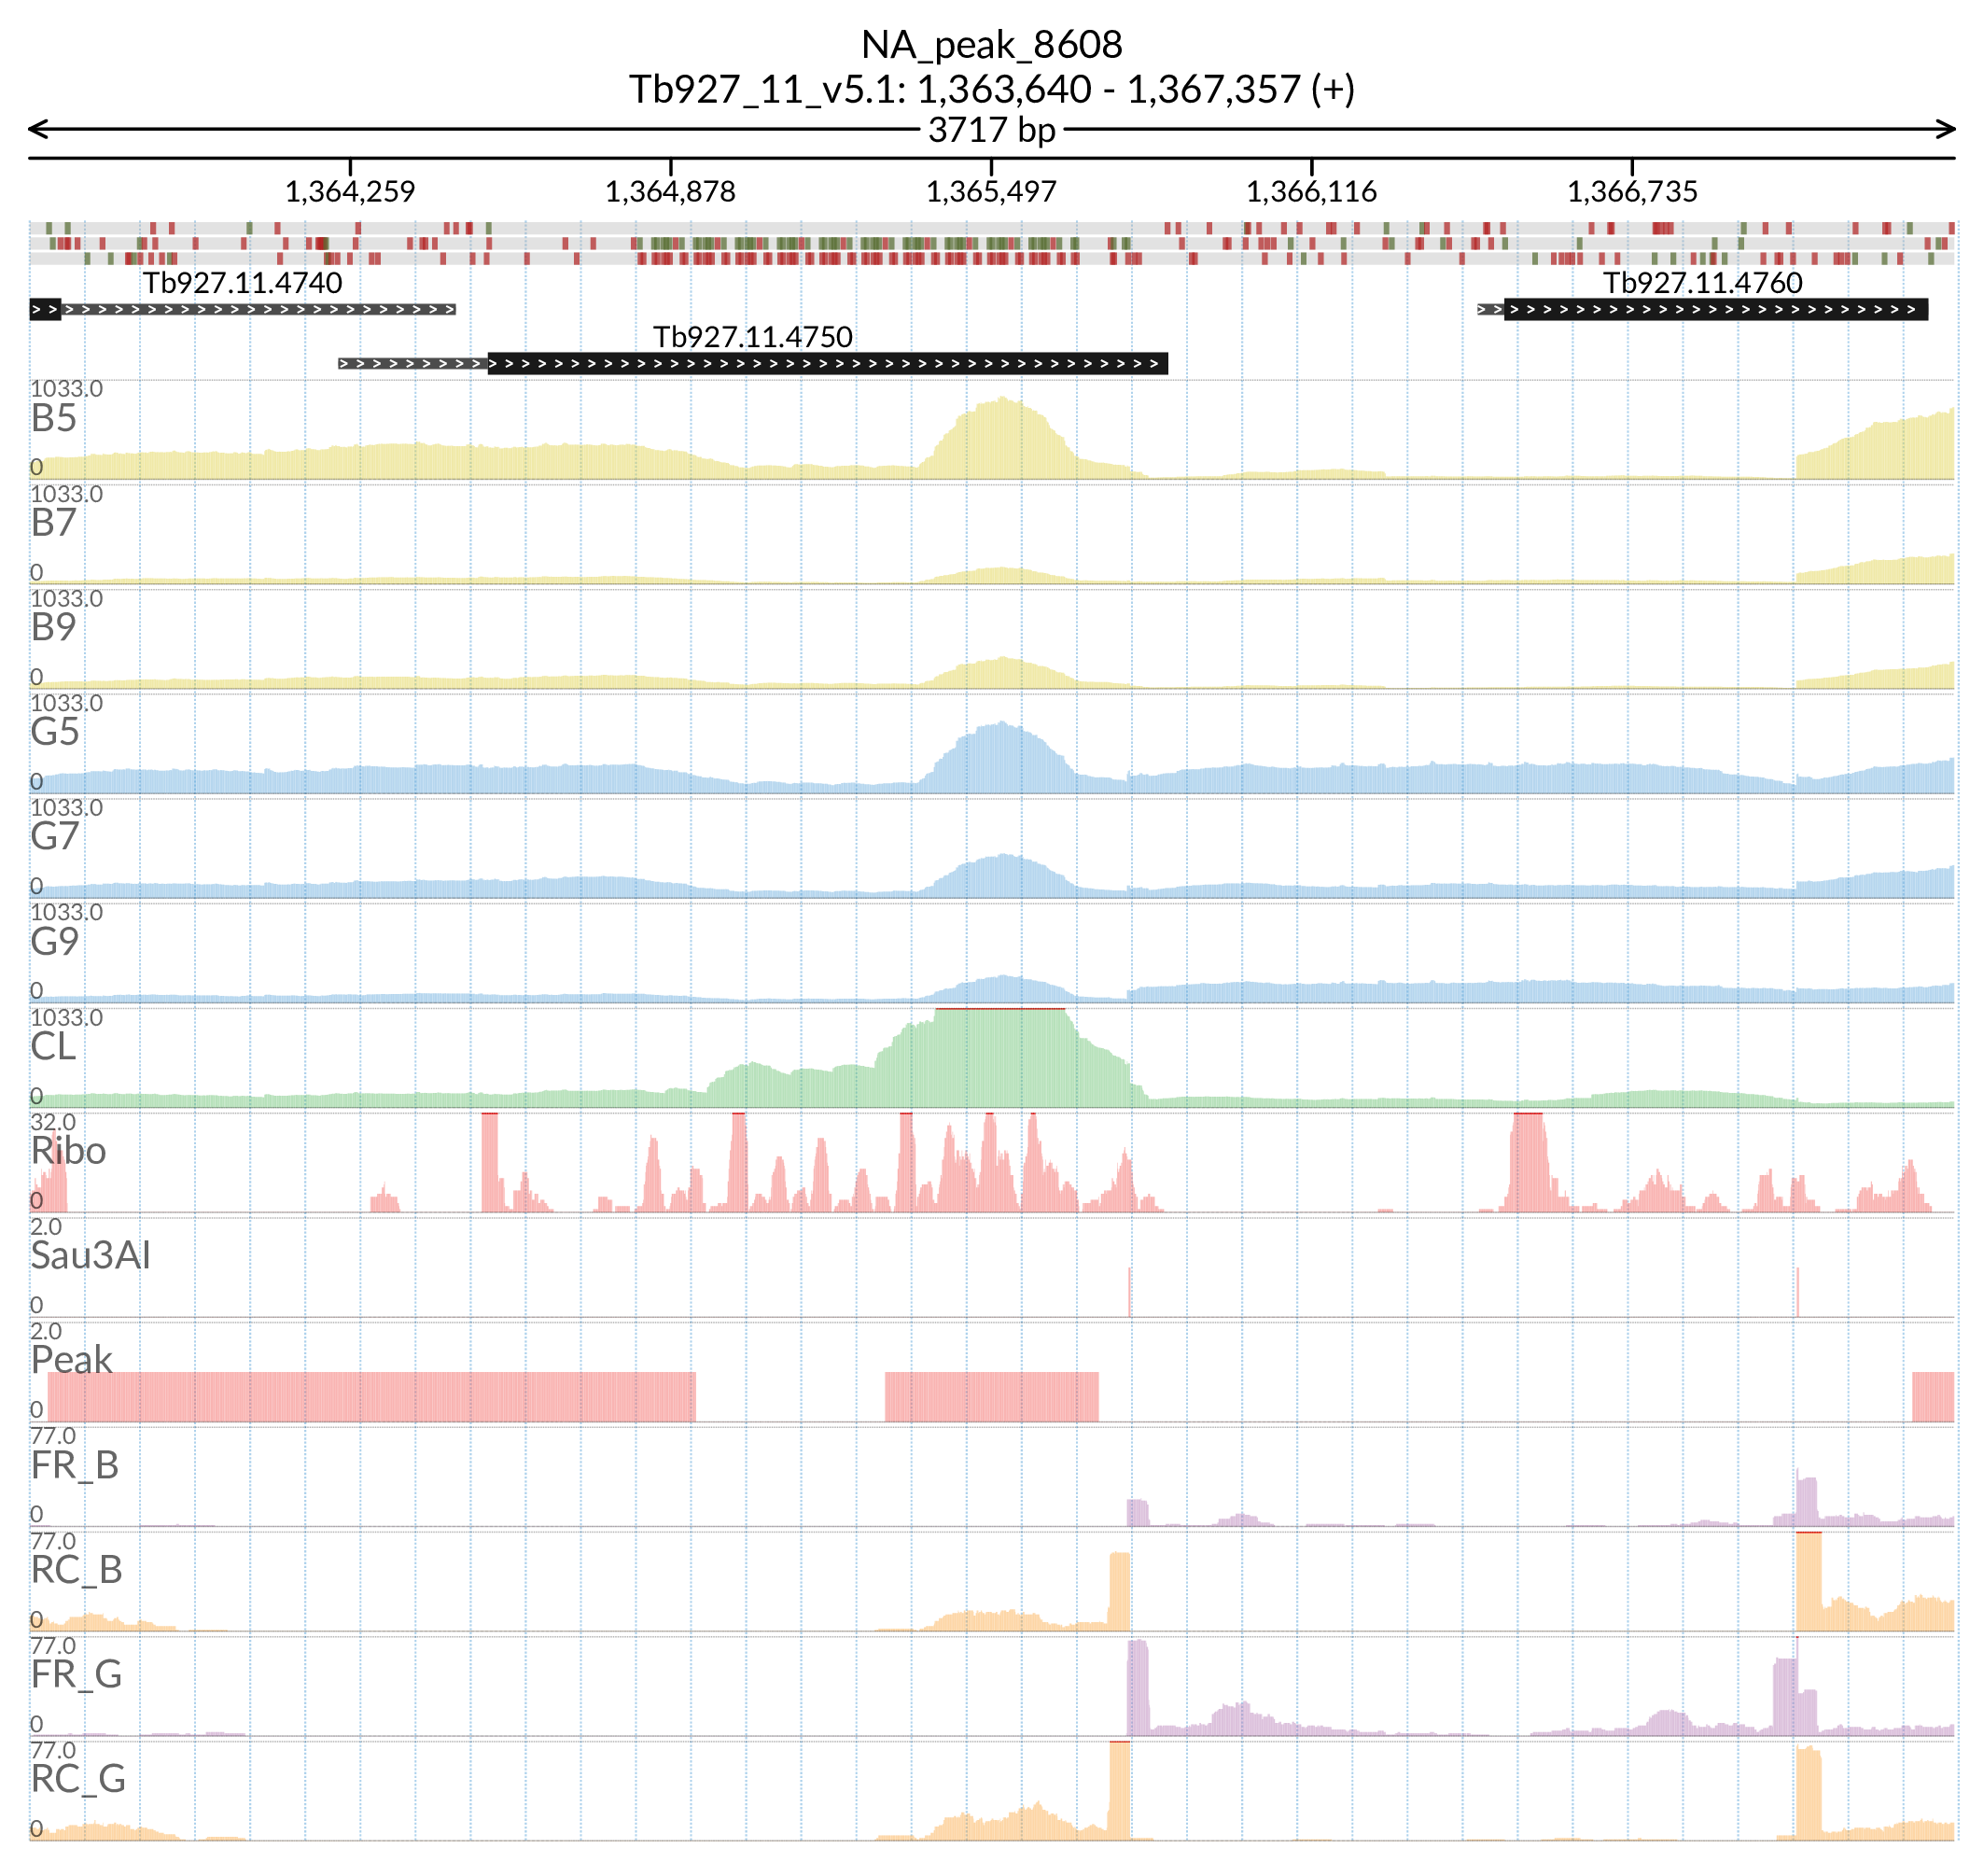 NA_peak_8608
Tb927_11_v5.1: 1,363,640 - 1,367,357 (+)
3717 bp
1,364,259 1,364,878 1,365,497 1,366,116 1,366,735
Tb927.11.4740 Tb927.11.4760
Tb927.11.4750
1033.0
B5
0
1033.0
B7
0
1033.0
B9
0
1033.0
G5
0
1033.0
G7
0
1033.0
G9
0
1033.0
CL
0
32.0
Ribo
0
2.0
Sau3AI
0
2.0
Peak
0
77.0
FR_B
0
77.0
RC_B
0
77.0
FR_G
0
77.0
RC_G
0